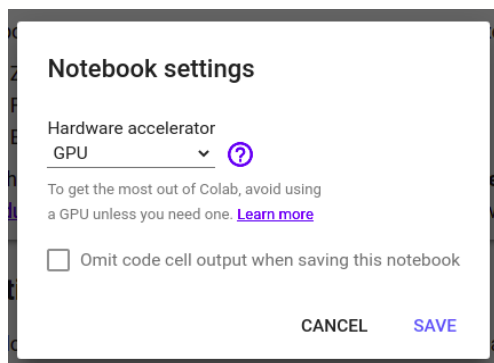 Notebook settings
Hardware accelerator
GPU
To get the most out of Colab, avoid using
a GPU unless you need one. Learn more
Omit code cell output when saving this notebook
CANCEL SAVE